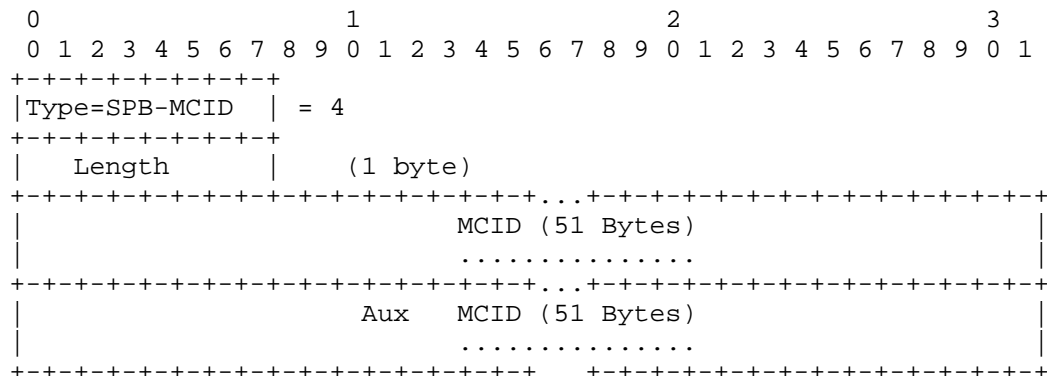 0                   1                   2                   3
0 1 2 3 4 5 6 7 8 9 0 1 2 3 4 5 6 7 8 9 0 1 2 3 4 5 6 7 8 9 0 1
+-+-+-+-+-+-+-+-+
|Type=SPB-MCID  | = 4
+-+-+-+-+-+-+-+-+
|   Length      |    (1 byte)
+-+-+-+-+-+-+-+-+-+-+-+-+-+-+-+-+...+-+-+-+-+-+-+-+-+-+-+-+-+-+-+
|                           MCID (51 Bytes)                     |
|                           ...............                     |
+-+-+-+-+-+-+-+-+-+-+-+-+-+-+-+-+...+-+-+-+-+-+-+-+-+-+-+-+-+-+-+
|                     Aux   MCID (51 Bytes)                     |
|                           ...............                     |
+-+-+-+-+-+-+-+-+-+-+-+-+-+-+-+-+   +-+-+-+-+-+-+-+-+-+-+-+-+-+-+